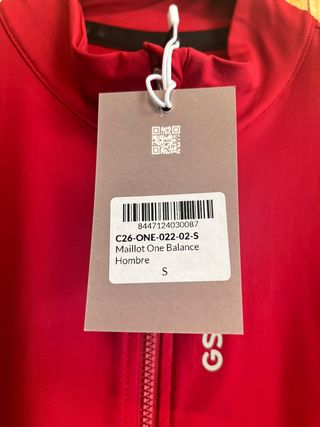 8447124030087
C26-ONE-022-02-S
Maillot One Balance
Hombre
S
GS